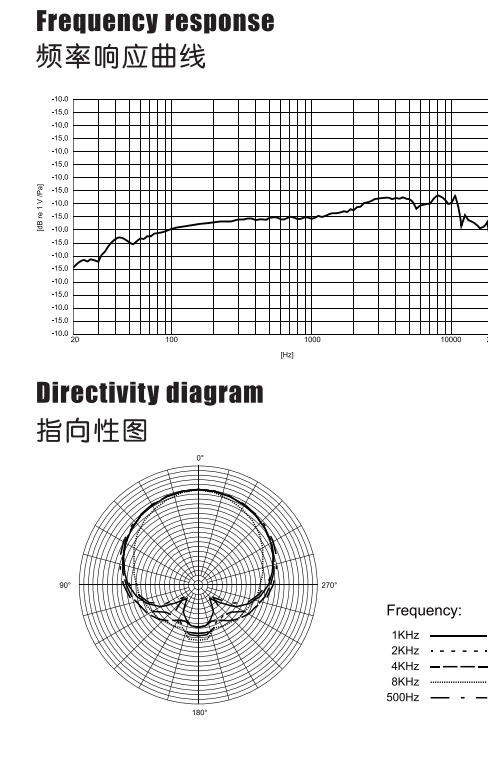 Frequency response
频率响应曲线
-10.0
-15.0
-10.0
-15.0
-10.0
-15.0
-10.0
-15.0
-10.0
-15.0
-10.0
-15.0
-10.0
-15.0
-10.0
-15.0
-10.0
-15.0
-10.0
[dB re 1 V /Pa]
20 100 1000 10000
[Hz]
Directivity diagram
指向性图
0°
90° 270°
180°
Frequency:
1KHz
2KHz
4KHz
8KHz
500Hz